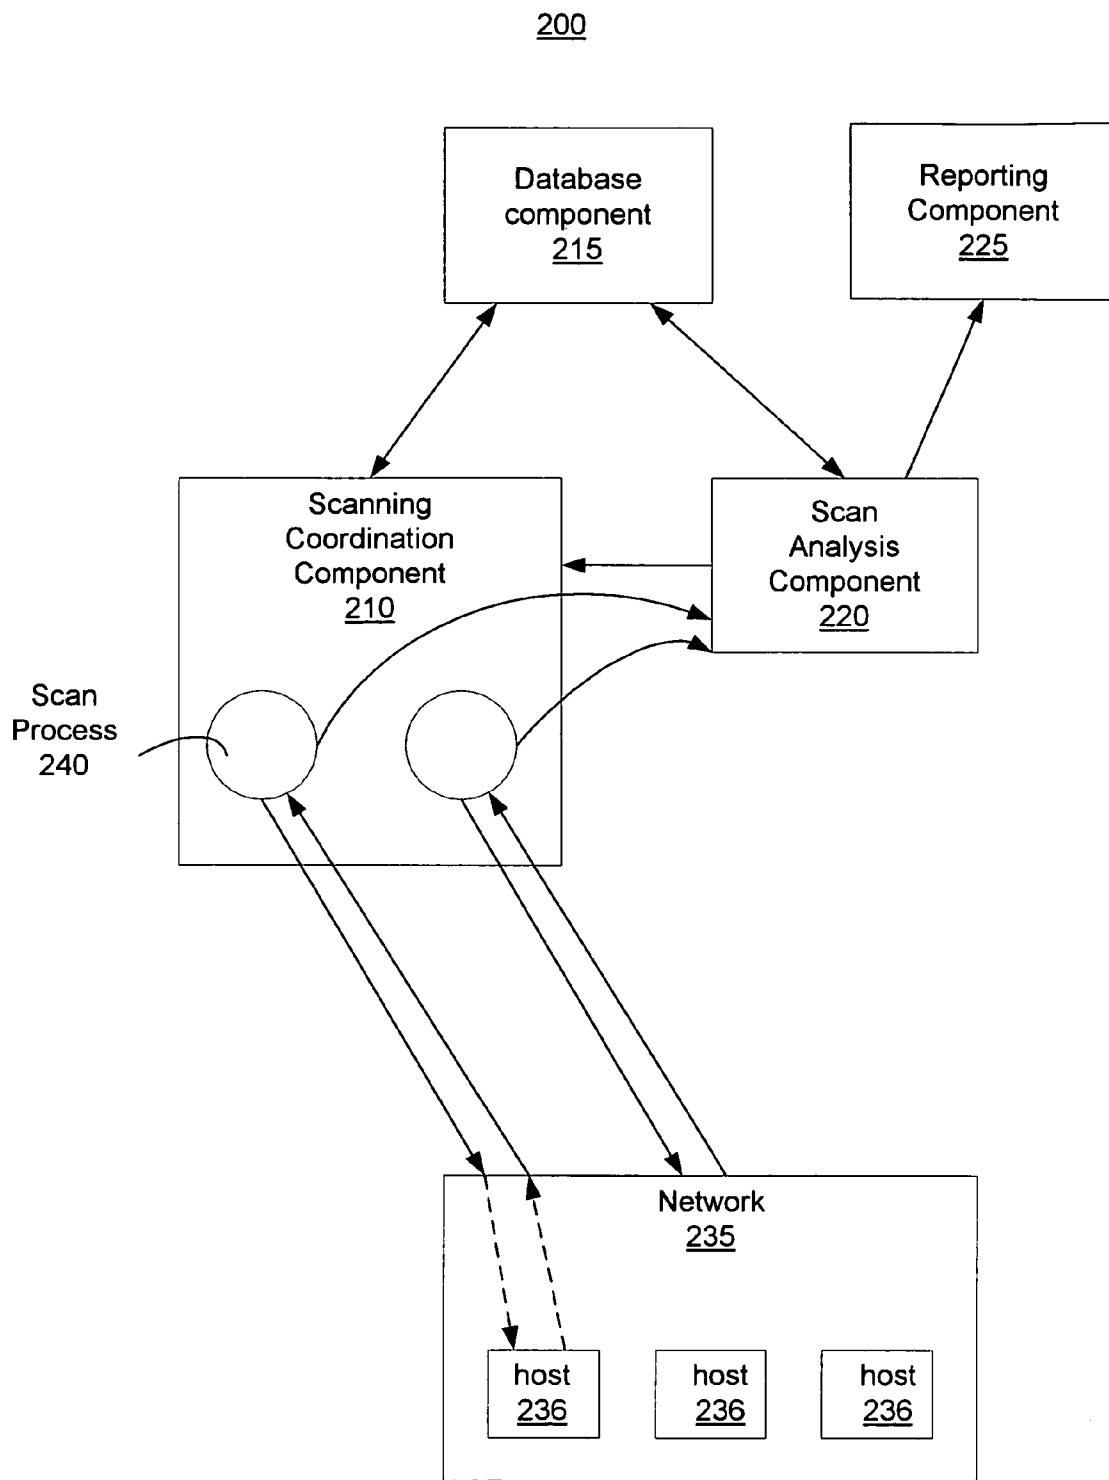 200
Database
component
215
Reporting
Component
225
Scanning
Coordination
Component
210
Scan
Analysis
Component
220
Scan
Process
240
Network
235
host
236
host
236
host
236